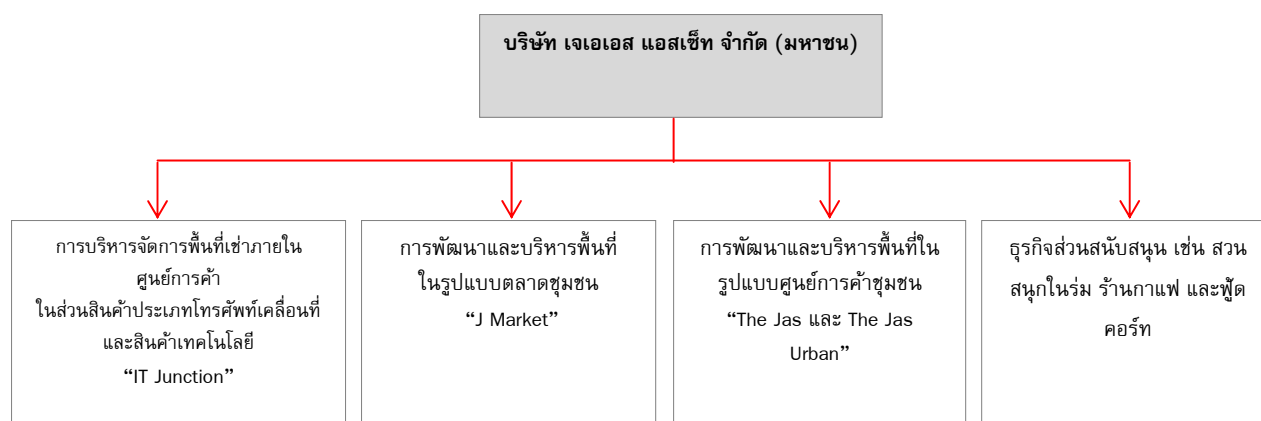 บริษัท เจเอเอส แอสเซ็ท จำกัด (มหาชน)
การบริหารจัดการพื้นที่เช่าภายใน
ศูนย์การค้า
ในส่วนสินค้าประเภทโทรศัพท์เคลื่อนที่
และสินค้าเทคโนโลยี
“IT Junction”
การพัฒนาและบริหารพื้นที่
ในรูปแบบตลาดชุมชน
“J Market”
การพัฒนาและบริหารพื้นที่ใน
รูปแบบศูนย์การค้าชุมชน
“The Jas และ The Jas
Urban”
ธุรกิจส่วนสนับสนุน เช่น สวน
สนุกในร่ม ร้านกาแฟ และฟู้ด
คอร์ท